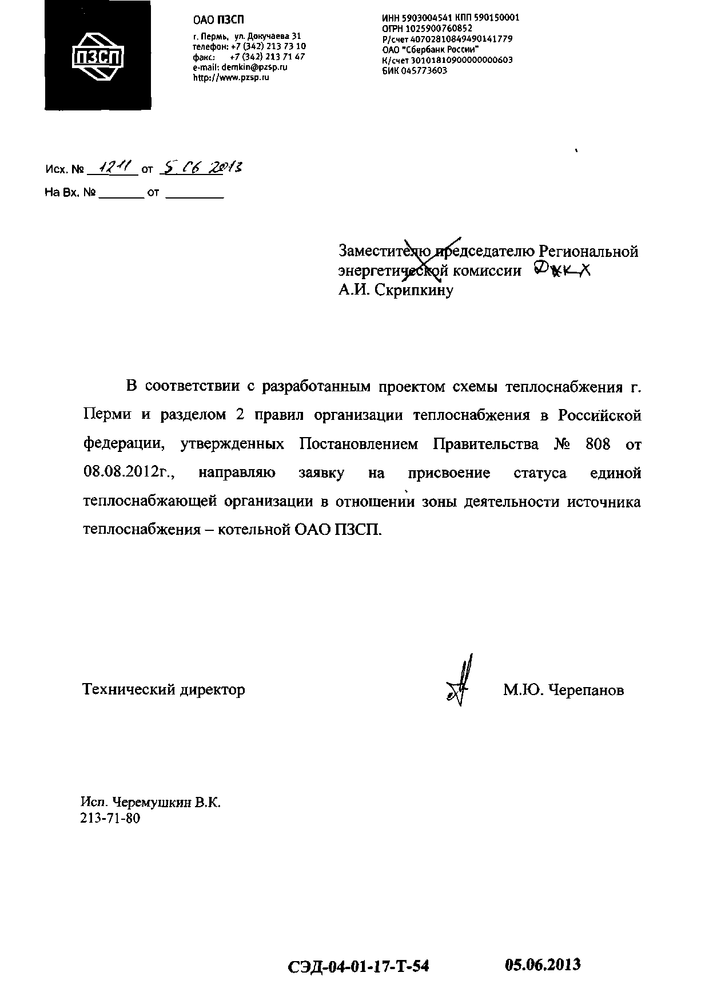 ПЗСП
ОАО ПЗСП
г. Пермь, ул. Докучаева 31
телефон: +7 (342) 213 73 10
факс: +7 (342) 213 71 47
e-mail: demkin@pzsp.ru
http://www.pzsp.ru
ИНН 5903004541 КПП 590150001
ОГРН 1025900760852
Р/счет 40702810849490141779
ОАО "Сбербанк России"
К/счет 30101810900000000603
БИК 045773603
Исх. № 1211 от 5 06 2013
На Вх. № от
Заместителю председателю Региональной
энергетической комиссии ДЖКХ
А.И. Скрипкину
В соответствии с разработанным проектом схемы теплоснабжения г.
Перми и разделом 2 правил организации теплоснабжения в Российской
федерации, утвержденных Постановлением Правительства № 808 от
08.08.2012г., направляю заявку на присвоение статуса единой
теплоснабжающей организации в отношении зоны деятельности источника
теплоснабжения – котельной ОАО ПЗСП.
Технический директор М.Ю. Черепанов
Исп. Черемушкин В.К.
213-71-80
СЭД-04-01-17-Т-54 05.06.2013